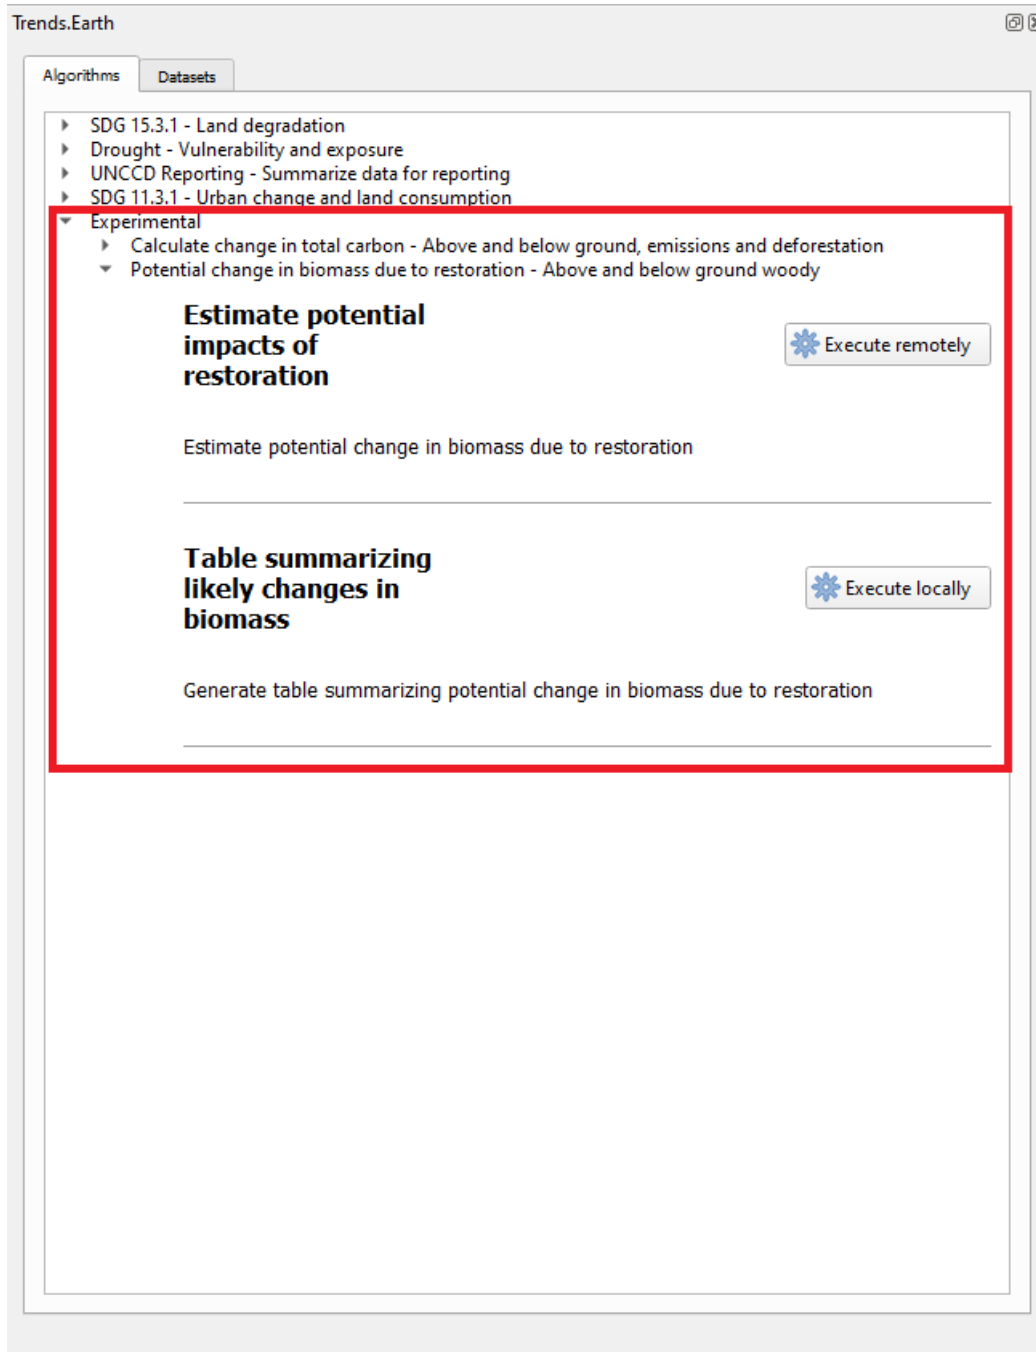 Trends.Earth
Algorithms
Datasets
SDG 15.3.1 - Land degradation
Drought - Vulnerability and exposure
UNCCD Reporting - Summarize data for reporting
SDG 11.3.1 - Urban change and land consumption
Experimental
Calculate change in total carbon - Above and below ground, emissions and deforestation
Potential change in biomass due to restoration - Above and below ground woody
Estimate potential
impacts of
restoration
Execute remotely
Estimate potential change in biomass due to restoration
Table summarizing
likely changes in
biomass
Execute locally
Generate table summarizing potential change in biomass due to restoration